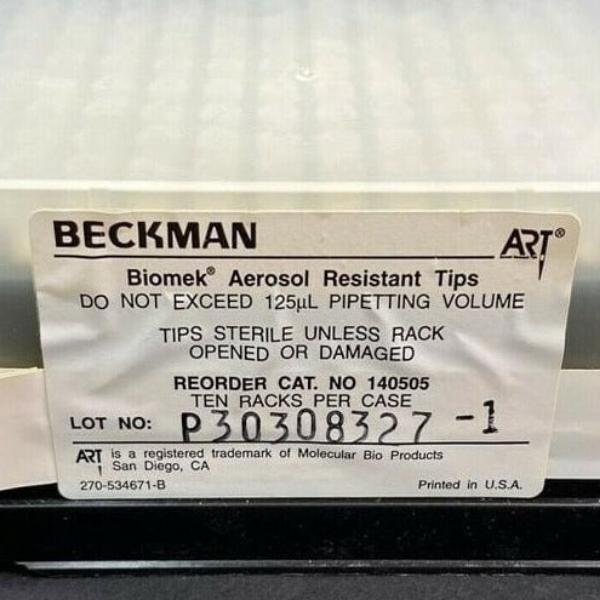 BECKMAN
ART®
Biomek® Aerosol Resistant Tips
DO NOT EXCEED 125µL PIPETTING VOLUME
TIPS STERILE UNLESS RACK
OPENED OR DAMAGED
REORDER CAT. NO 140505
TEN RACKS PER CASE
LOT NO: P30308327 -1
ART is a registered trademark of Molecular Bio Products
San Diego, CA
270-534671-B Printed in U.S.A.